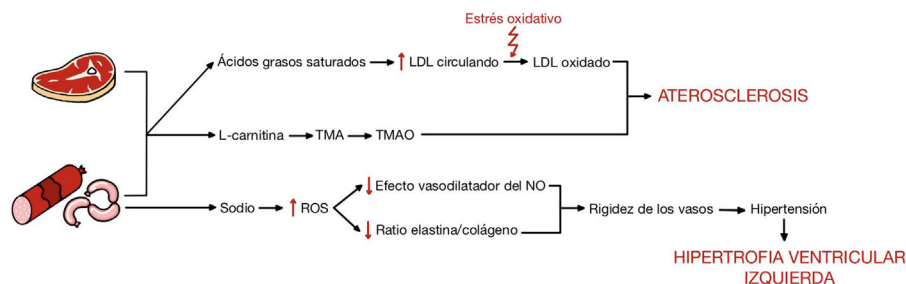 Estrés oxidativo
Ácidos grasos saturados
LDL circulando
LDL oxidado
ATEROSCLEROSIS
L-carnitina
TMA
TMAO
Efecto vasodilatador del NO
Sodio
ROS
Rigidez de los vasos
Hipertensión
Ratio elastina/colágeno
HIPERTROFIA VENTRICULAR
IZQUIERDA